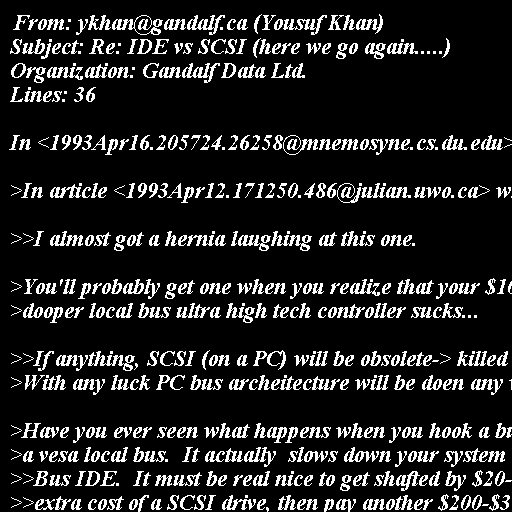 From: ykhan@gandalf.ca (Yousuf Khan)
Subject: Re: IDE vs SCSI (here we go again.....)
Organization: Gandalf Data Ltd.
Lines: 36
In <1993Apr16.205724.26258@mnemosyne.cs.du.edu>
>In article <1993Apr12.171250.486@julian.uwo.ca> w
>>I almost got a hernia laughing at this one.
>You'll probably get one when you realize that your $10
>dooper local bus ultra high tech controller sucks...
>>If anything, SCSI (on a PC) will be obsolete-> killed
>With any luck PC bus archeitecture will be doen any
>Have you ever seen what happens when you hook a bu
>a vesa local bus.  It actually  slows down your system
>>Bus IDE.  It must be real nice to get shafted by $20-
>>extra cost of a SCSI drive, then pay another $200-$3